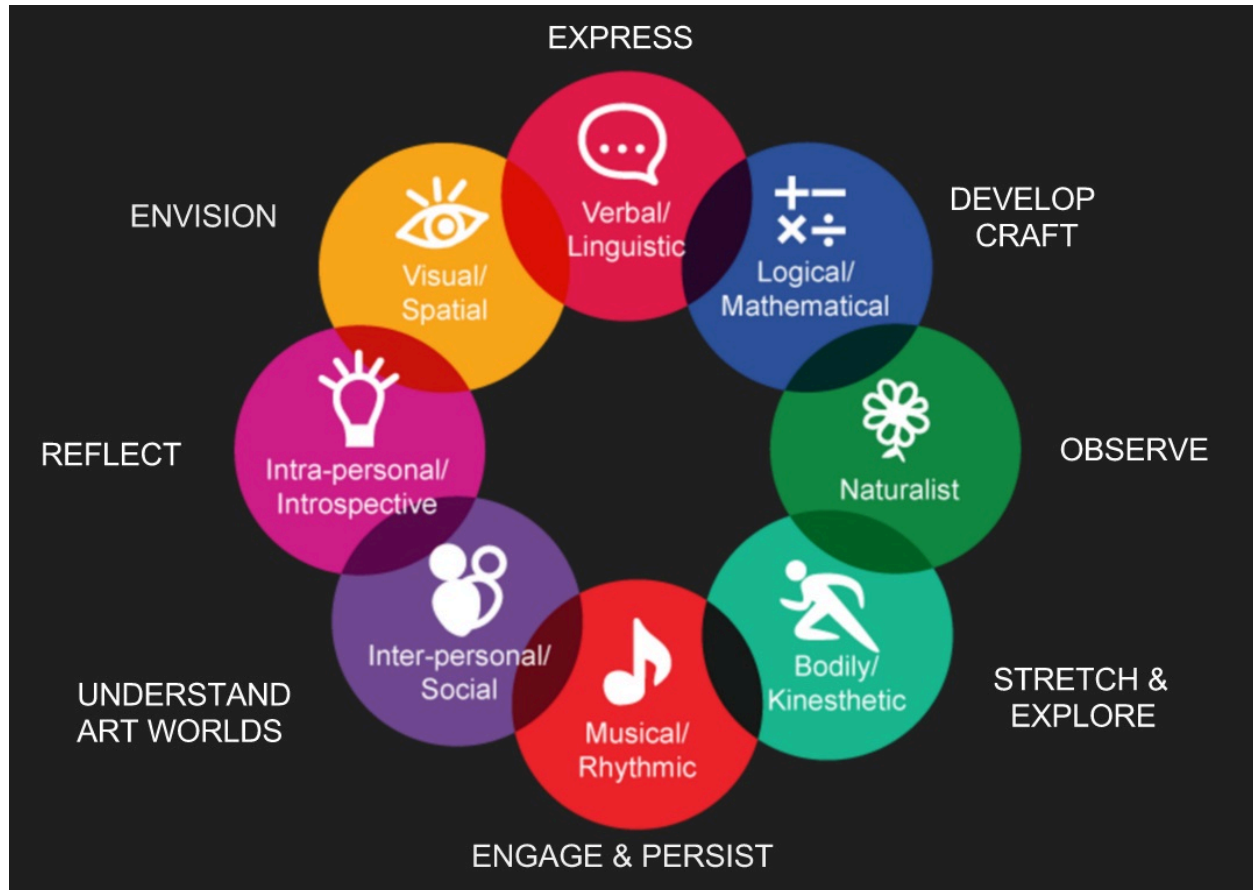 EXPRESS
Verbal/
Linguistic
DEVELOP
CRAFT
Logical/
Mathematical
OBSERVE
Naturalist
STRETCH &
EXPLORE
Bodily/
Kinesthetic
ENGAGE & PERSIST
Musical/
Rhythmic
UNDERSTAND
ART WORLDS
Inter-personal/
Social
REFLECT
Intra-personal/
Introspective
ENVISION
Visual/
Spatial